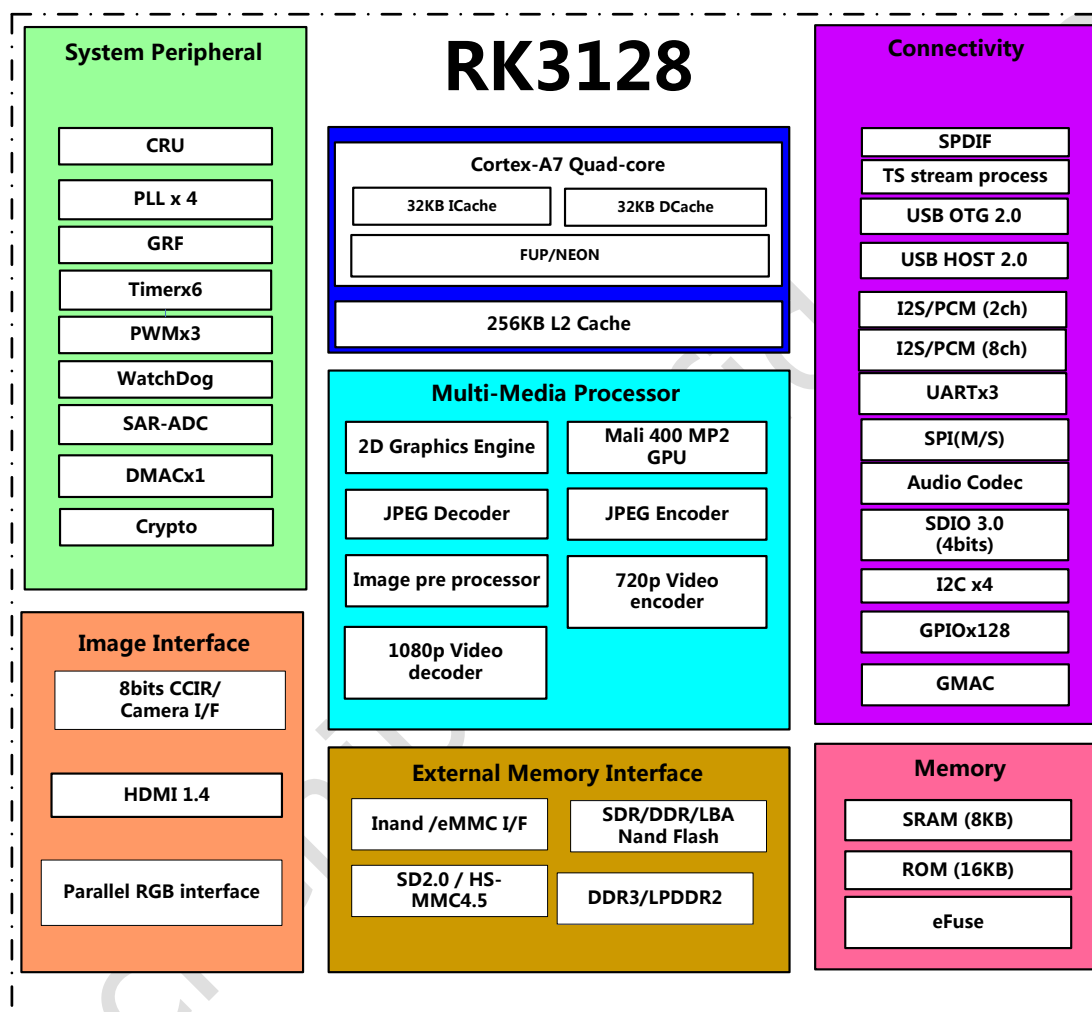 RK3128
System Peripheral
CRU
PLL x 4
GRF
Timerx6
PWMx3
WatchDog
SAR-ADC
DMACx1
Crypto
Image Interface
8bits CCIR/
Camera I/F
HDMI 1.4
Parallel RGB interface
Cortex-A7 Quad-core
32KB ICache
32KB DCache
FUP/NEON
256KB L2 Cache
Multi-Media Processor
2D Graphics Engine
Mali 400 MP2
GPU
JPEG Decoder
JPEG Encoder
Image pre processor
720p Video
encoder
1080p Video
decoder
External Memory Interface
Inand /eMMC I/F
SDR/DDR/LBA
Nand Flash
SD2.0 / HS-
MMC4.5
DDR3/LPDDR2
Connectivity
SPDIF
TS stream process
USB OTG 2.0
USB HOST 2.0
I2S/PCM (2ch)
I2S/PCM (8ch)
UARTx3
SPI(M/S)
Audio Codec
SDIO 3.0
(4bits)
I2C x4
GPIOx128
GMAC
Memory
SRAM (8KB)
ROM (16KB)
eFuse